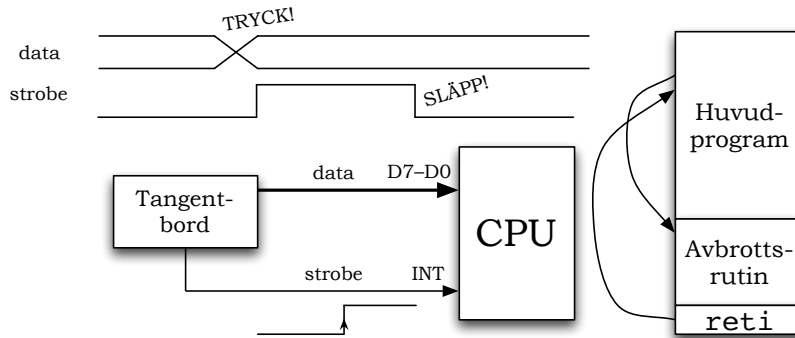 TRYCK!
data
strobe
SLÄPP!
data D7–D0
Tangent-
bord
CPU
strobe INT
Huvud-
program
Avbrotts-
rutin
reti